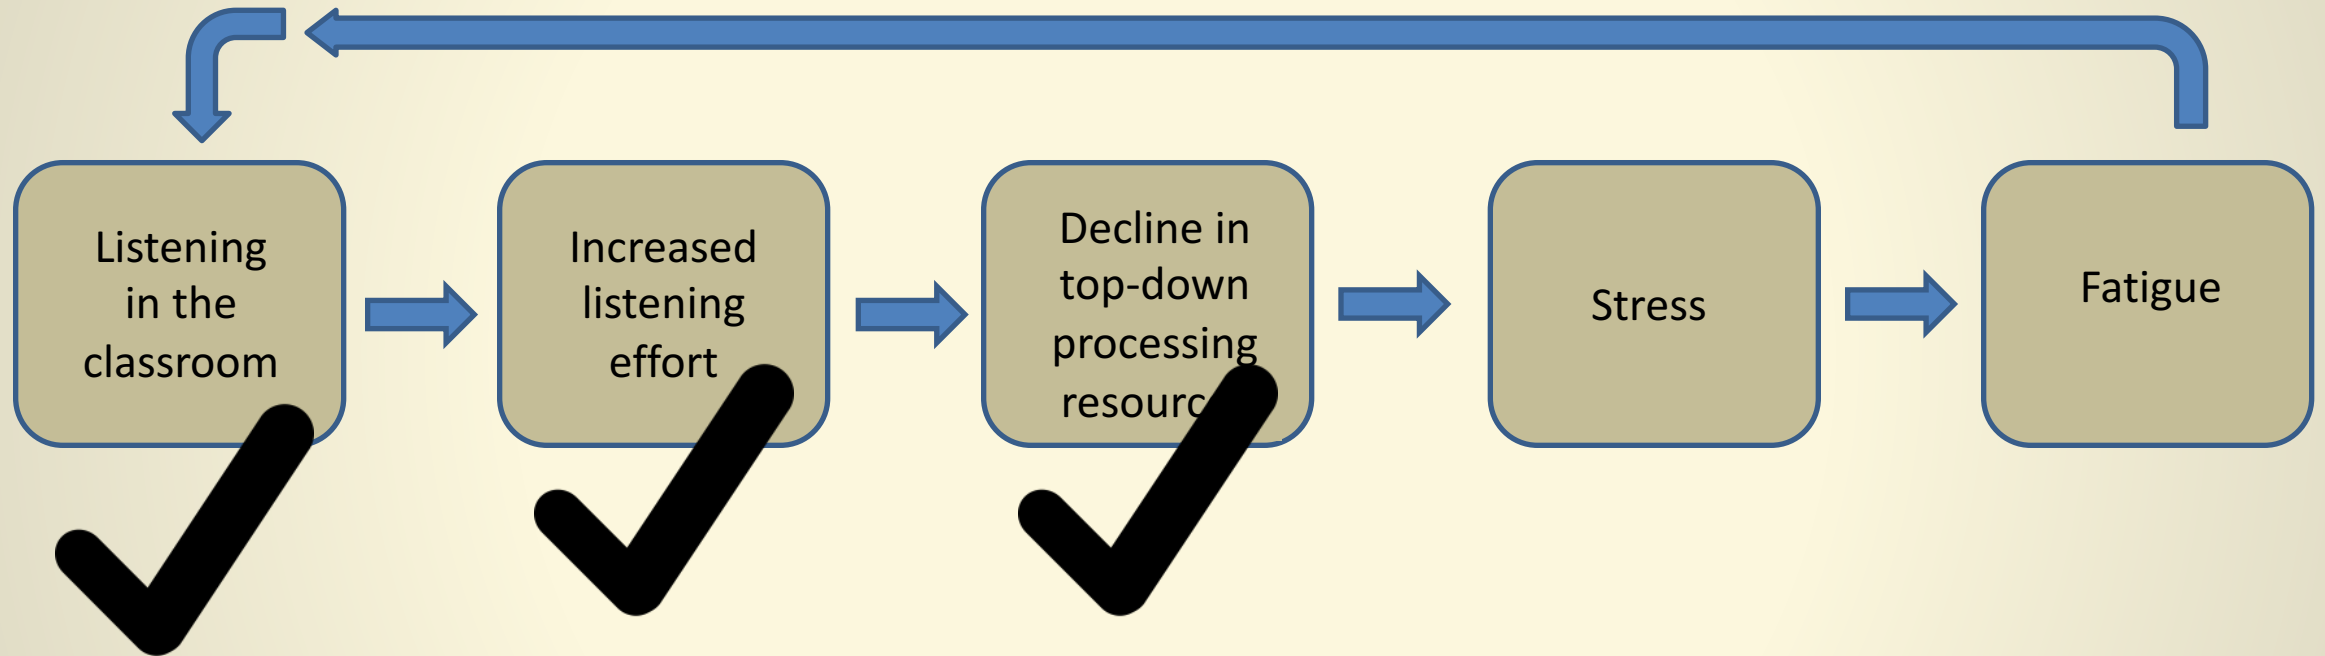 Listening
in the
classroom
Increased
listening
effort
Decline in
top-down
processing
Stress
Fatigue